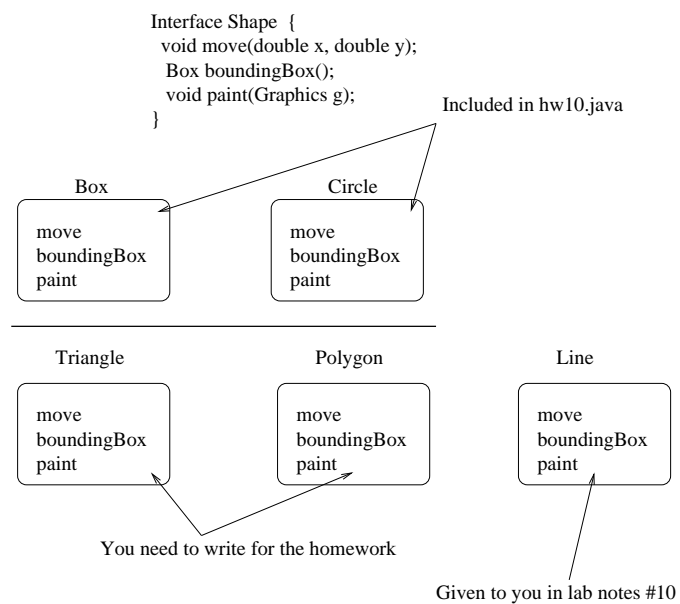 Interface Shape {
void move(double x, double y);
Box boundingBox();
void paint(Graphics g);
}
Included in hw10.java
Box
move
boundingBox
paint
Circle
move
boundingBox
paint
Triangle
move
boundingBox
paint
Polygon
move
boundingBox
paint
Line
move
boundingBox
paint
You need to write for the homework
Given to you in lab notes #10